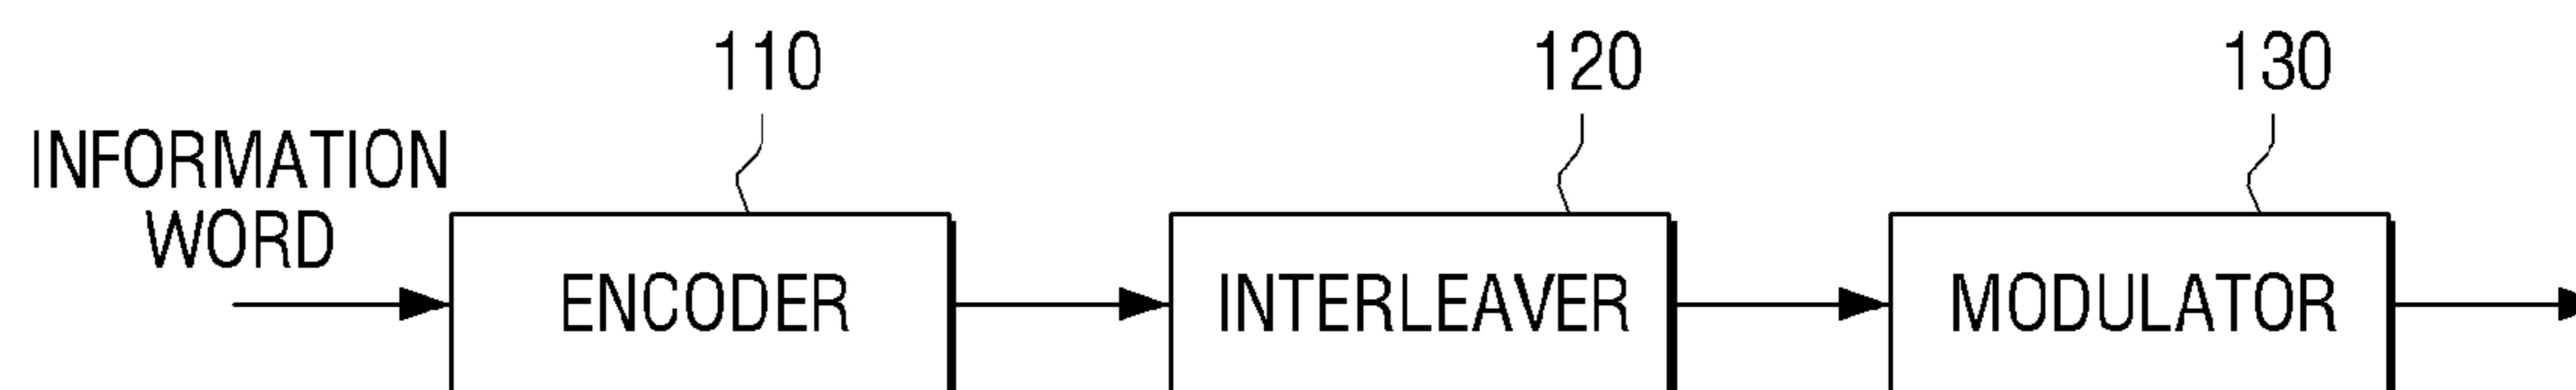 110
120
130
INFORMATION
WORD
ENCODER
INTERLEAVER
MODULATOR